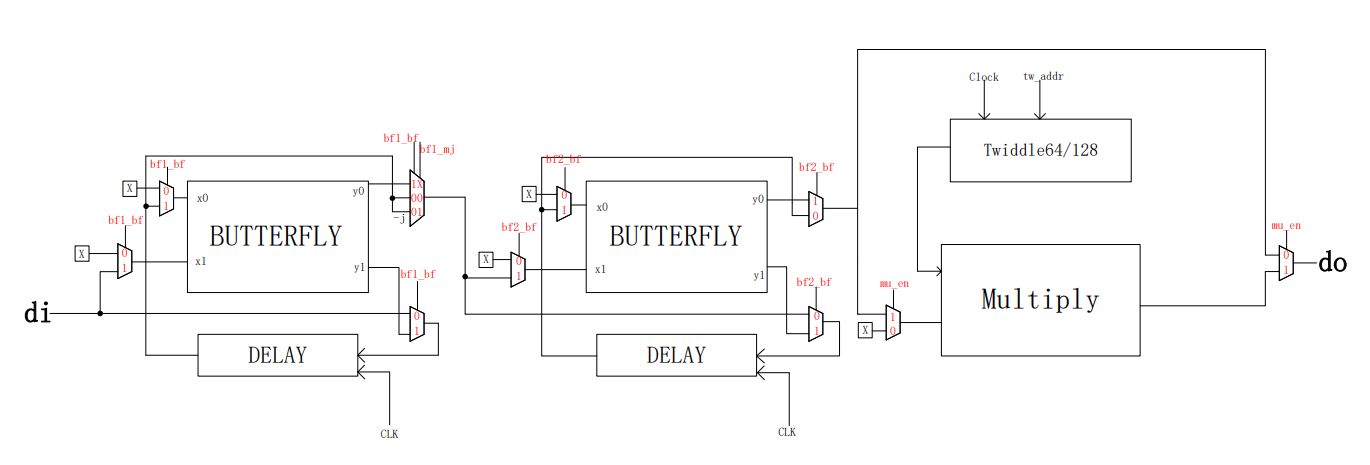 Clock
tw_addr
bf1_bf
bf1_mj
Twiddle64/128
bf1_bf
X
0
1
x0
y0
1X
00
01
-j
bf2_bf
X
0
1
x0
y0
bf2_bf
1
0
bf1_bf
X
0
1
x1
BUTTERFLY
y1
bf1_bf
0
1
bf2_bf
X
0
1
x1
BUTTERFLY
y1
bf2_bf
0
1
mu_en
X
1
0
Multiply
mu_en
0
1
do
di
DELAY
DELAY
CLK
CLK